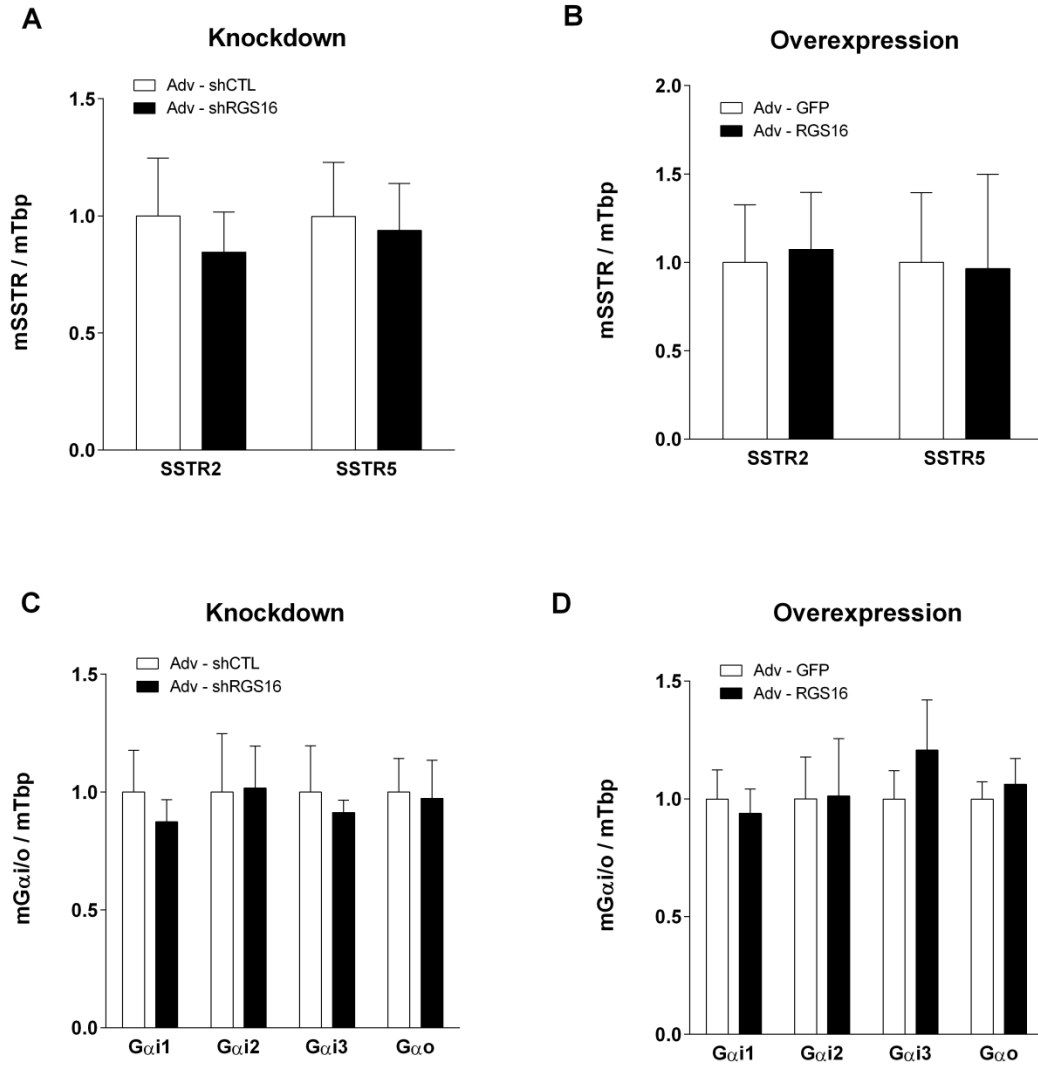 A
Knockdown
Adv - shCTL
Adv - shRGS16
mSSTR / mTbp
1.5
1.0
0.5
0.0
SSTR2 SSTR5
B
Overexpression
Adv - GFP
Adv - RGS16
mSSTR / mTbp
2.0
1.5
1.0
0.5
0.0
SSTR2 SSTR5
C
Knockdown
Adv - shCTL
Adv - shRGS16
mGαi/o / mTbp
1.5
1.0
0.5
0.0
Gαi1 Gαi2 Gαi3 Gαo
D
Overexpression
Adv - GFP
Adv - RGS16
mGαi/o / mTbp
1.5
1.0
0.5
0.0
Gαi1 Gαi2 Gαi3 Gαo